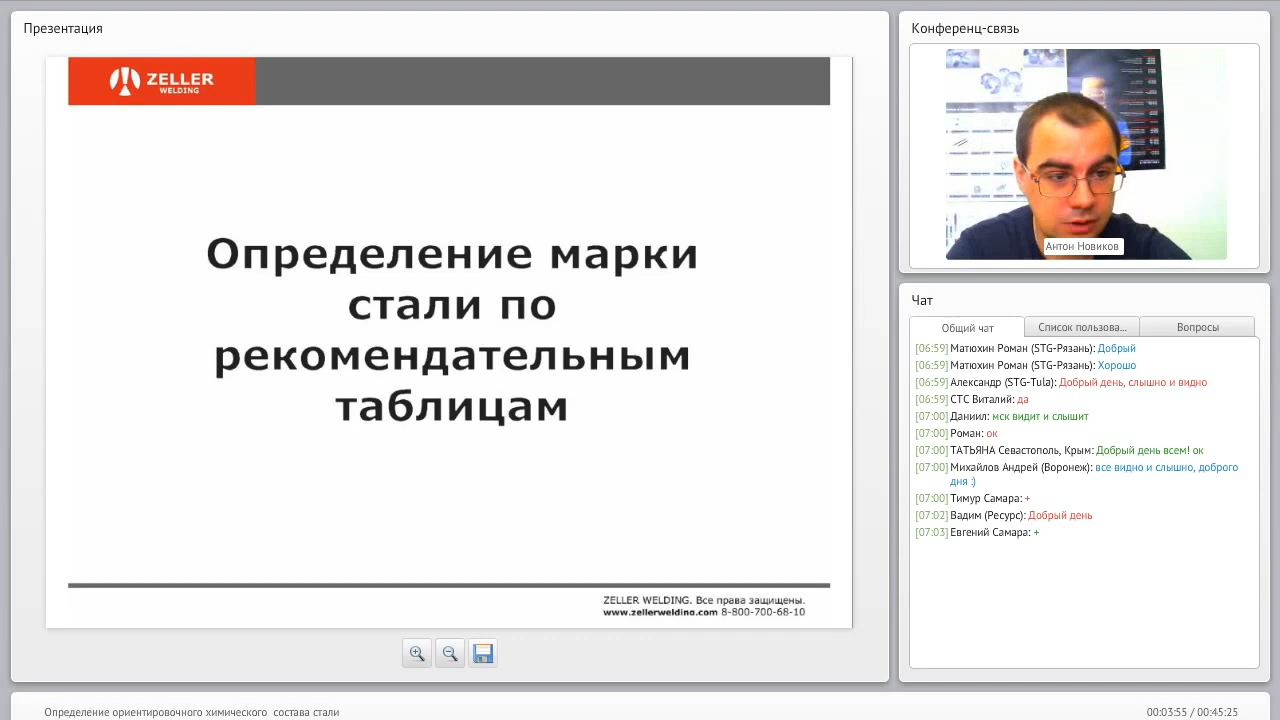 Презентация
ZELLER
WELDING
Определение марки
стали по
рекомендательным
таблицам
ZELLER WELDING. Все права защищены.
www.zellerwelding.com 8-800-700-68-10
Конференц-связь
Антон Новиков
Чат
Общий чат
Список пользова...
Вопросы
[06:59] Матюхин Роман (STG-Рязань): Добрый
[06:59] Матюхин Роман (STG-Рязань): Хорошо
[06:59] Александр (STG-Tula): Добрый день, слышно и видно
[06:59] СТС Виталий: да
[07:00] Даниил: мск видит и слышит
[07:00] Роман: ок
[07:00] ТАТЬЯНА Севастополь, Крым: Добрый день всем! ок
[07:00] Михайлов Андрей (Воронеж): все видно и слышно, доброго
дня :)
[07:00] Тимур Самара: +
[07:02] Вадим (Ресурс): Добрый день
[07:03] Евгений Самара: +
Определение ориентировочного химического состава стали
00:03:55 / 00:45:25